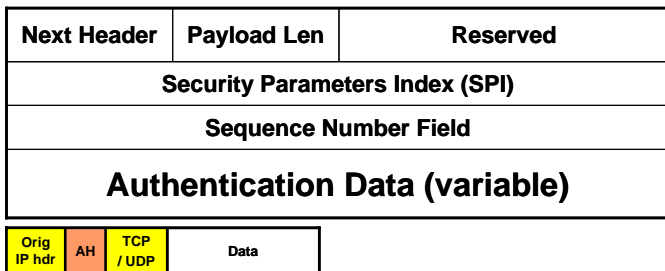 Next Header Payload Len Reserved
Security Parameters Index (SPI)
Sequence Number Field
Authentication Data (variable)
Orig IP hdr AH TCP / UDP Data